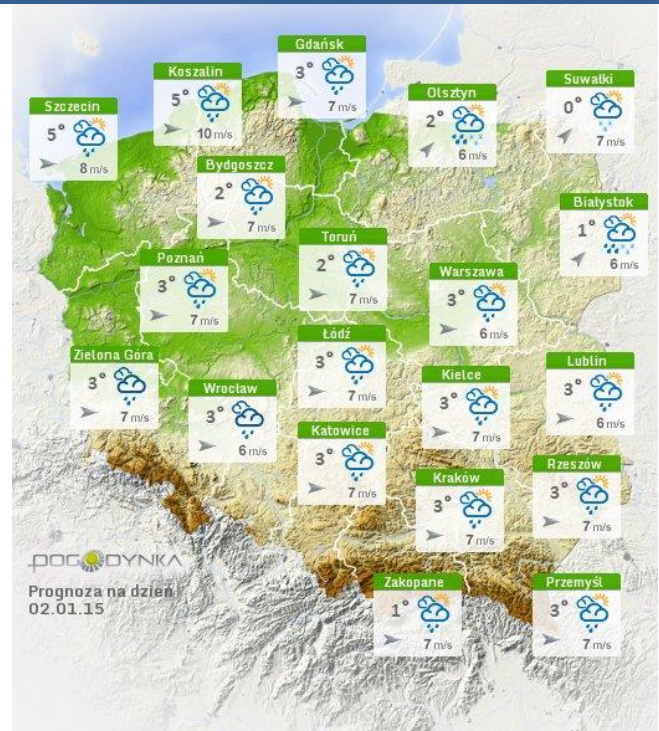 Gdańsk
3°
7 m/s
Koszalin
5°
10 m/s
Szczecin
5°
8 m/s
Olsztyn
2°
6 m/s
Suwałki
0°
7 m/s
Bydgoszcz
2°
7 m/s
Białystok
1°
6 m/s
Toruń
2°
7 m/s
Poznań
3°
7 m/s
Warszawa
3°
6 m/s
Łódź
3°
7 m/s
Zielona Góra
3°
7 m/s
Wrocław
3°
6 m/s
Kielce
3°
7 m/s
Lublin
3°
6 m/s
Katowice
3°
7 m/s
Kraków
3°
7 m/s
Rzeszów
3°
7 m/s
POGODYNKA
Prognoza na dzień
02.01.15
Zakopane
1°
7 m/s
Przemyśl
3°
7 m/s